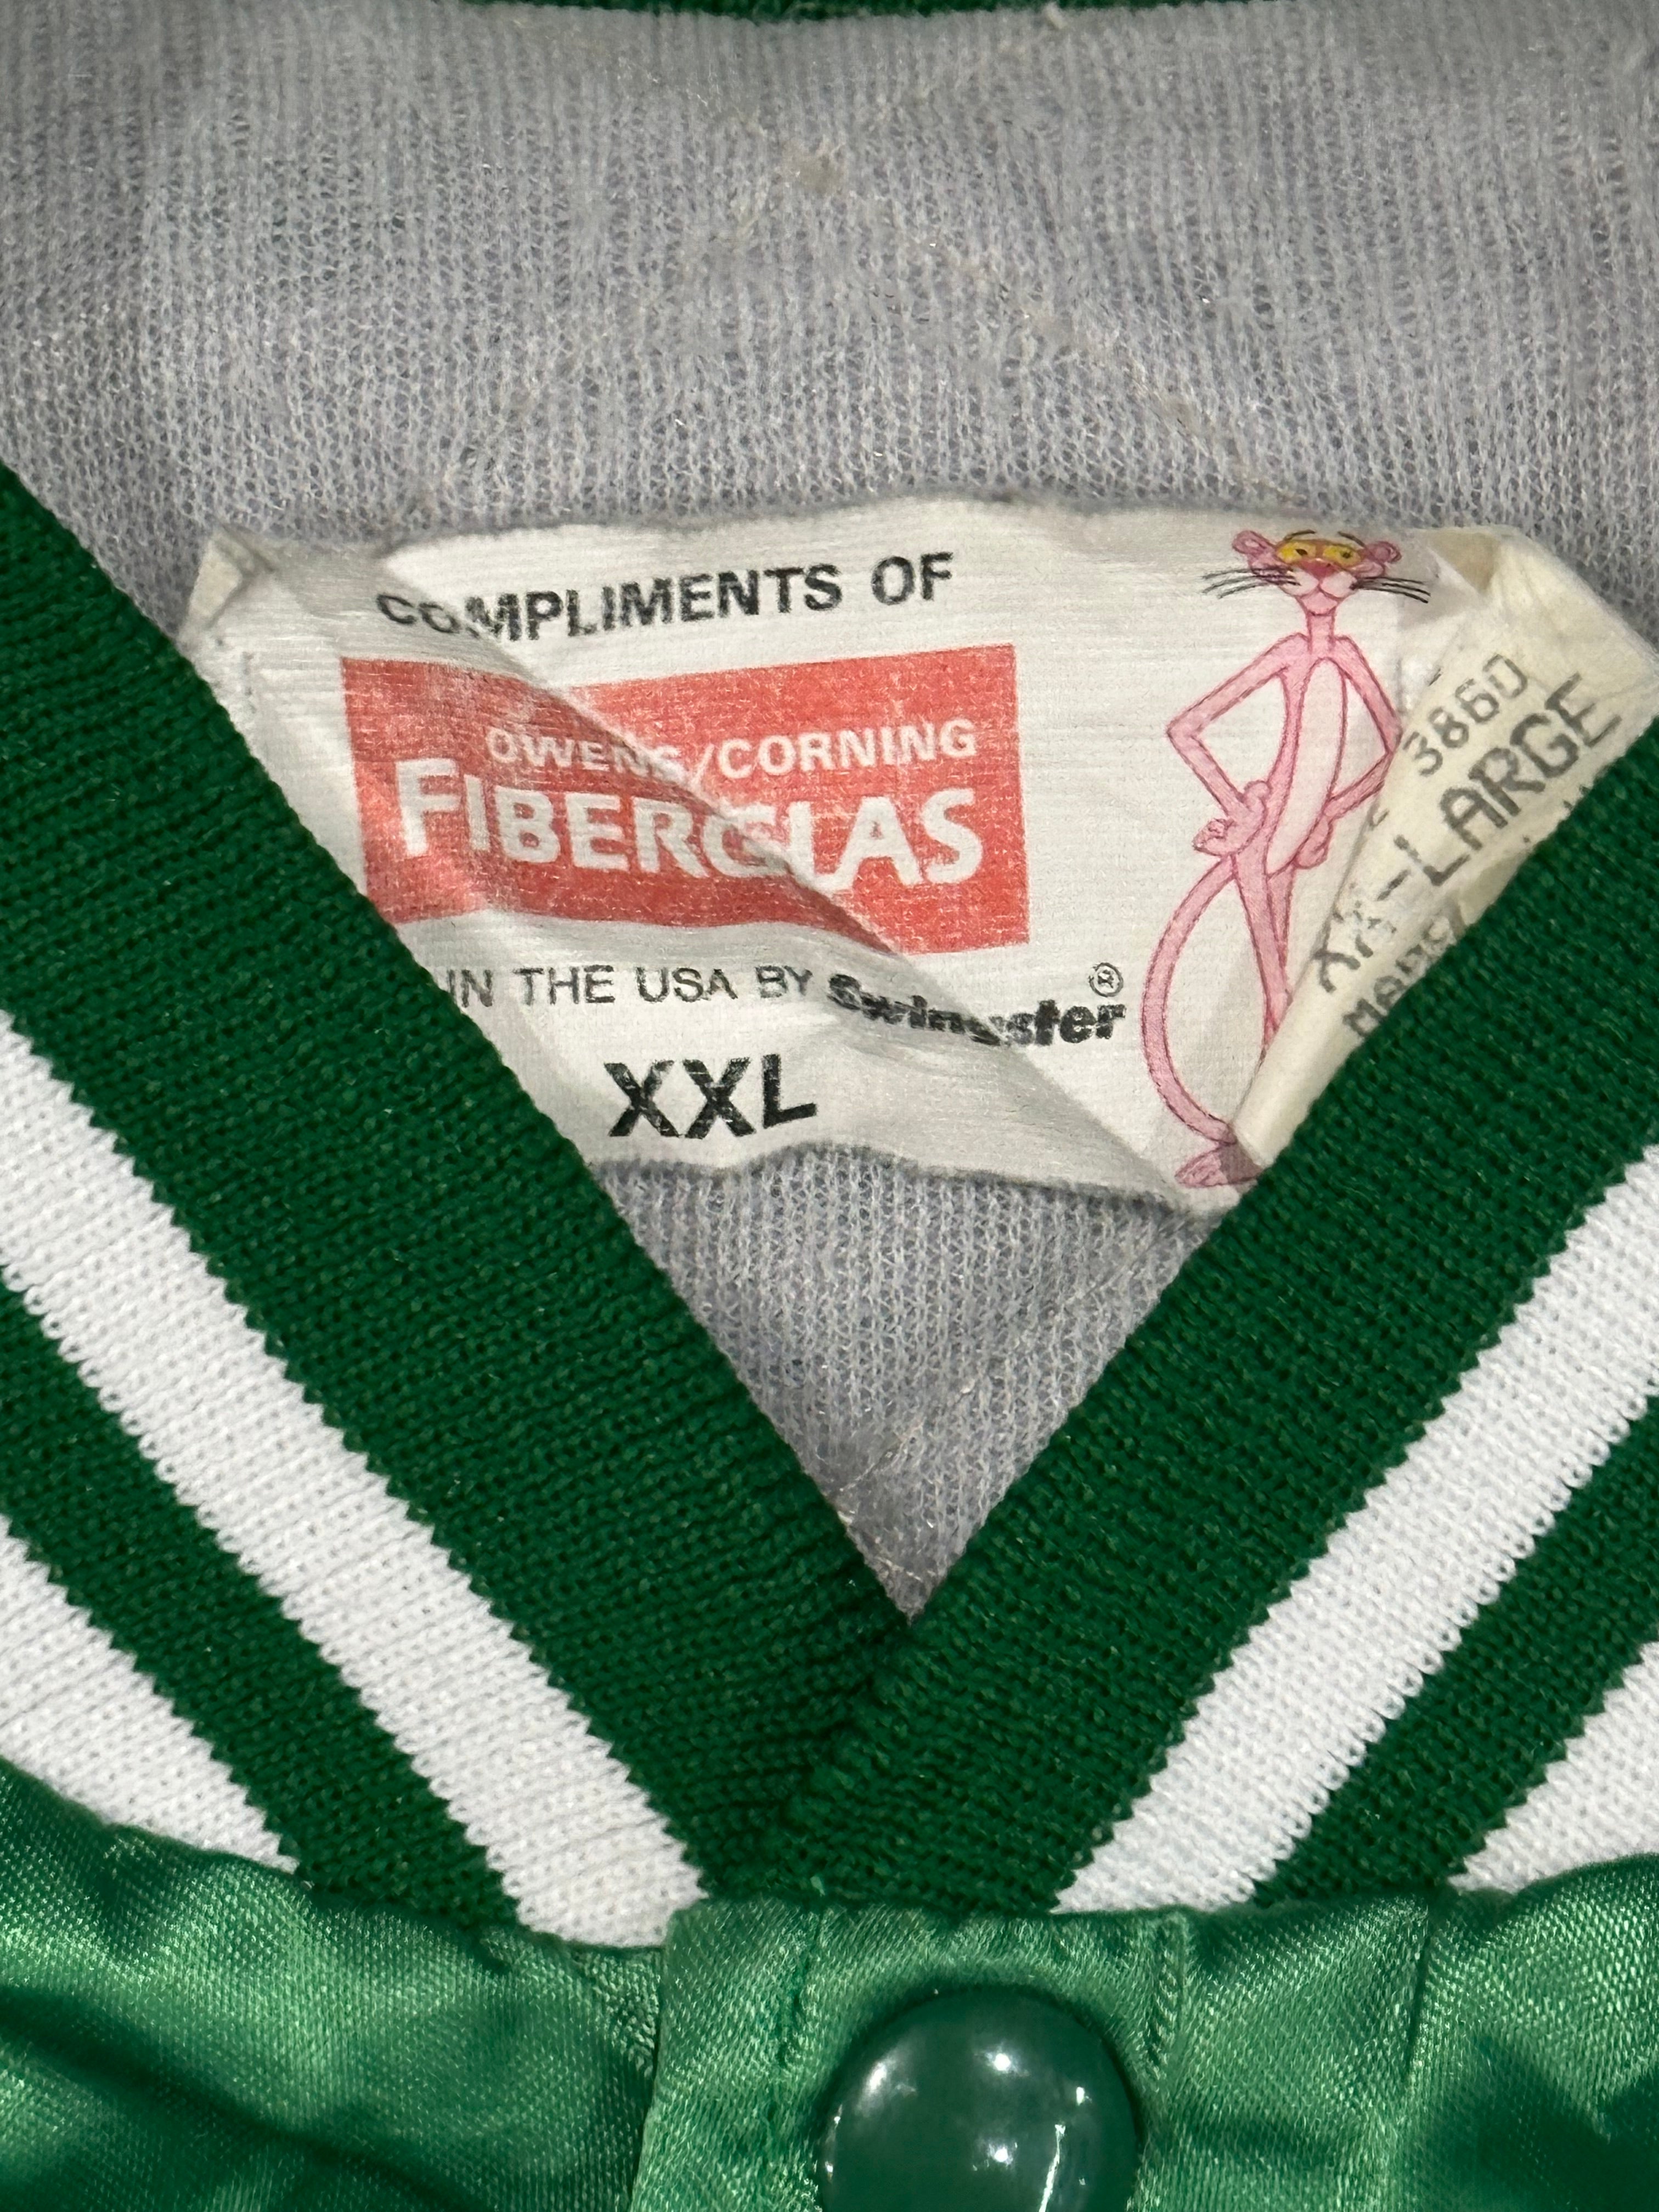 COMPLIMENTS OF
OWENS/CORNING
FIBERGLAS
IN THE USA BY Swingster®
XXL
3860
XX-LARGE